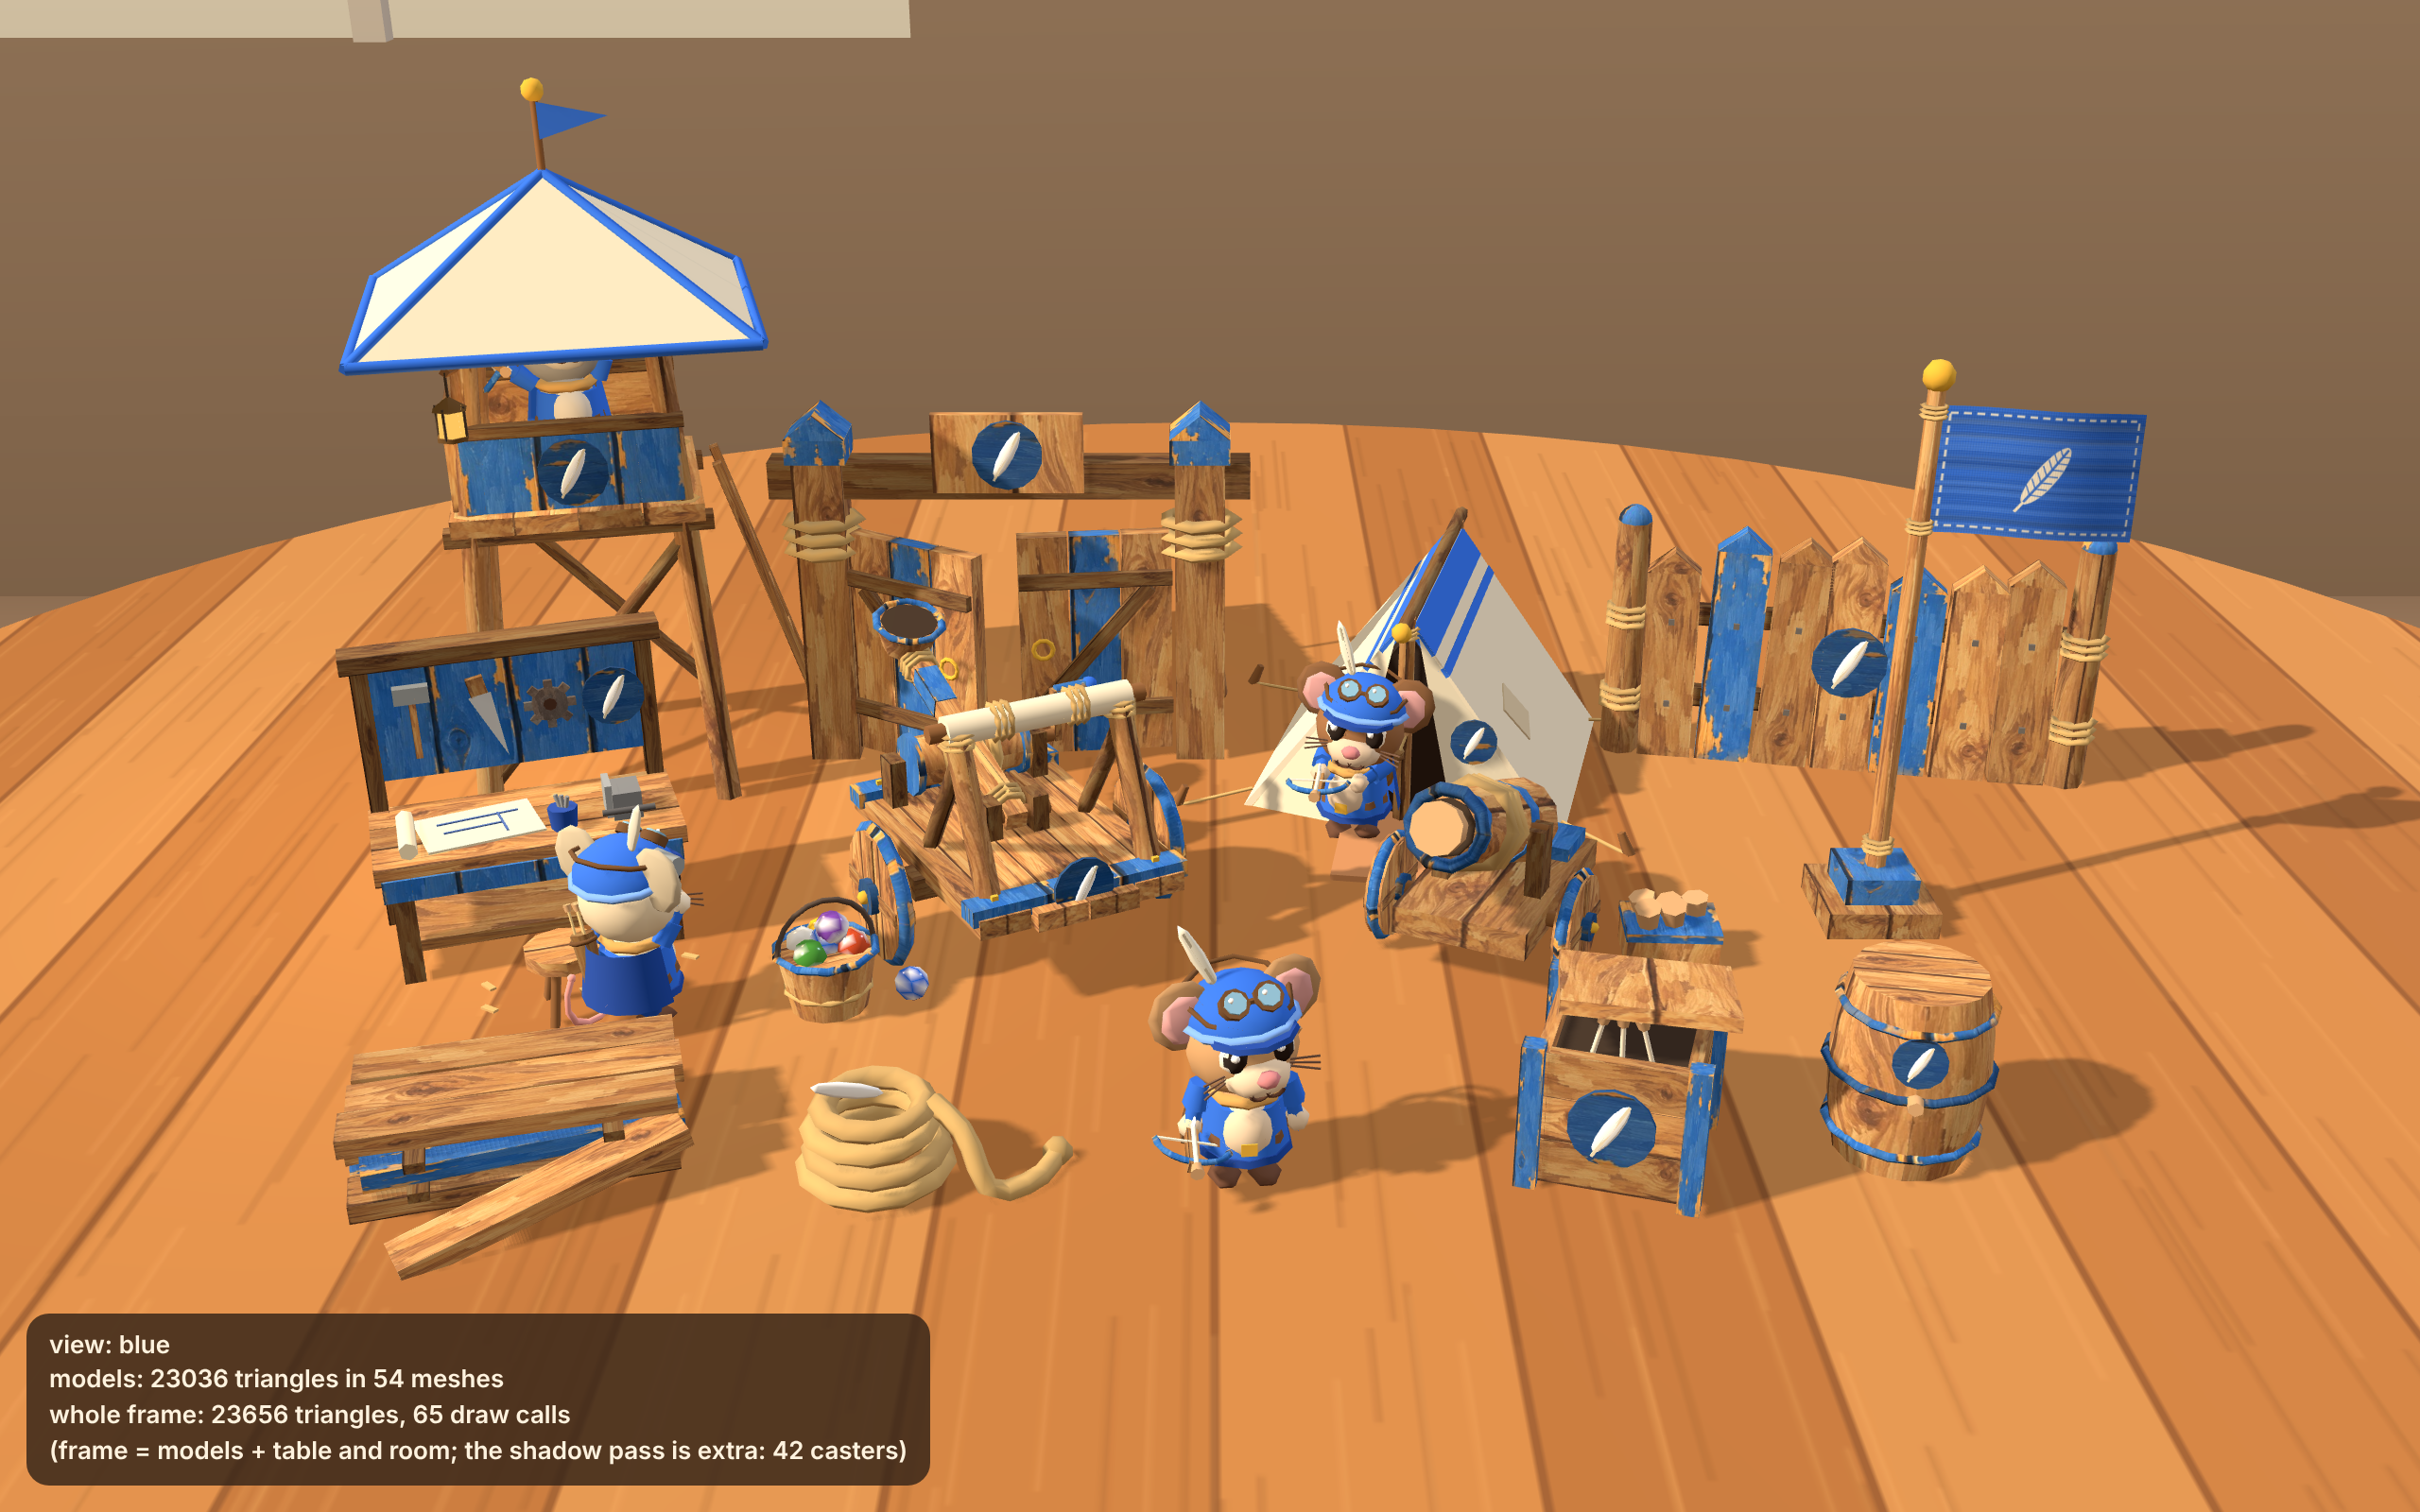 view: blue
models: 23036 triangles in 54 meshes
whole frame: 23656 triangles, 65 draw calls
(frame = models + table and room; the shadow pass is extra: 42 casters)